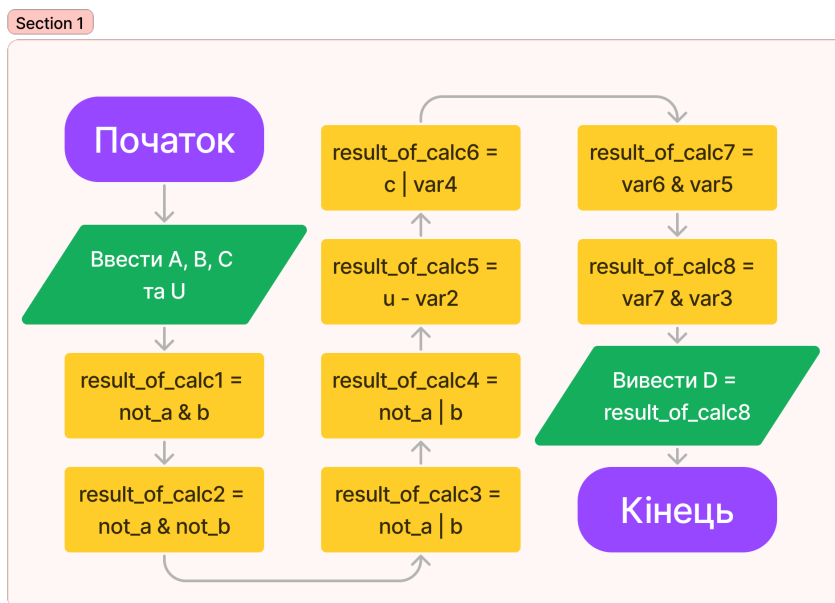 Section 1
Початок
Ввести A, B, C
та U
result_of_calc1 =
not_a & b
result_of_calc2 =
not_a & not_b
result_of_calc3 =
not_a | b
result_of_calc4 =
not_a | b
result_of_calc5 =
u - var2
result_of_calc6 =
c | var4
result_of_calc7 =
var6 & var5
result_of_calc8 =
var7 & var3
Вивести D =
result_of_calc8
Кінець